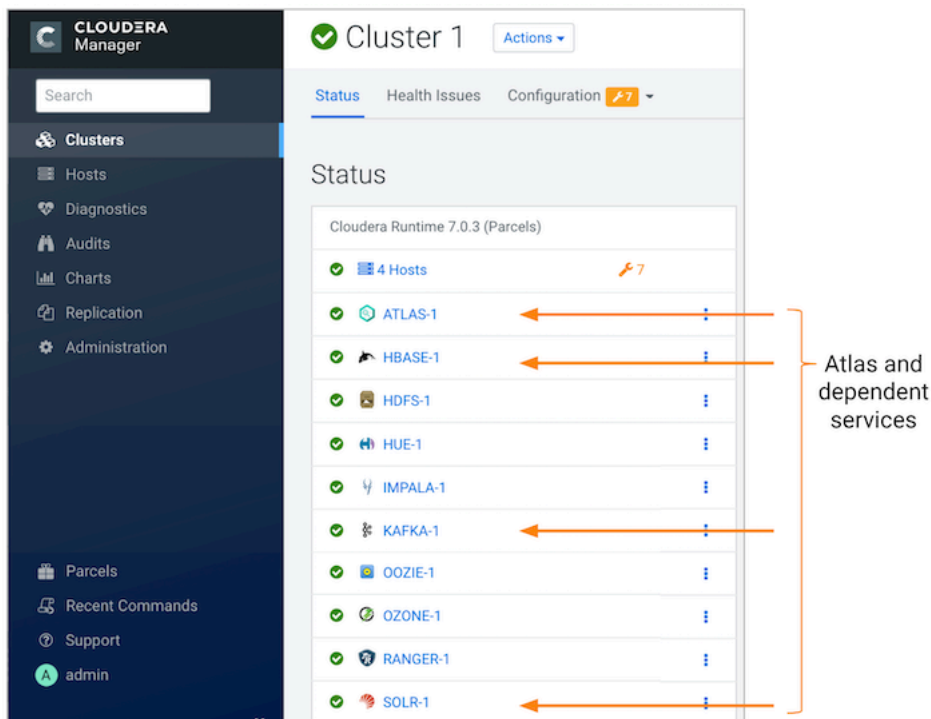 CLOUDERA
Manager
Search
Clusters
Hosts
Diagnostics
Audits
Charts
Replication
Administration
Parcels
Recent Commands
Support
A admin
Cluster 1 Actions
Status Health Issues Configuration 7
Status
Cloudera Runtime 7.0.3 (Parcels)
4 Hosts 7
ATLAS-1
HBASE-1
HDFS-1
HUE-1
IMPALA-1
KAFKA-1
OOZIE-1
OZONE-1
RANGER-1
SOLR-1
Atlas and
dependent
services